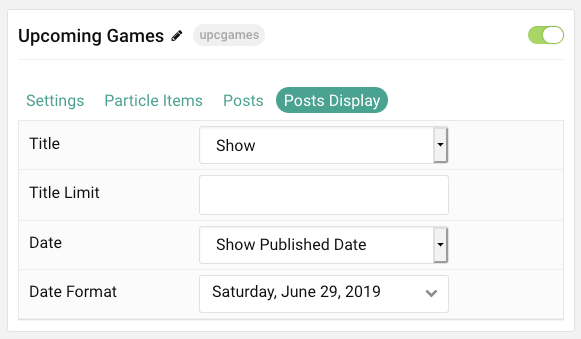 Upcoming Games upcgames
Settings Particle Items Posts Posts Display
Title Show
Title Limit
Date Show Published Date
Date Format Saturday, June 29, 2019